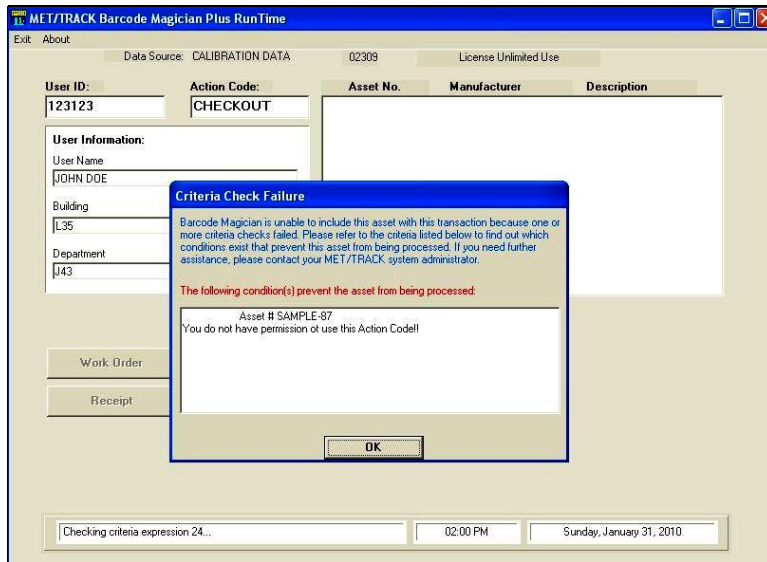 MET/TRACK Barcode Magician Plus RunTime
Exit About
Data Source: CALIBRATION DATA 02309 License Unlimited Use
User ID: Action Code: Asset No. Manufacturer Description
123123 CHECKOUT
User Information:
User Name
JOHN DOE
Building
L35
Department
J43
Criteria Check Failure
Barcode Magician is unable to include this asset with this transaction because one or
more criteria checks failed. Please refer to the criteria listed below to find out which
conditions exist that prevent this asset from being processed. If you need further
assistance, please contact your MET/TRACK system administrator.
The following condition(s) prevent the asset from being processed:
Asset # SAMPLE-87
You do not have permission ot use this Action Code!!
OK
Work Order
Receipt
Checking criteria expression 24... 02:00 PM Sunday, January 31, 2010